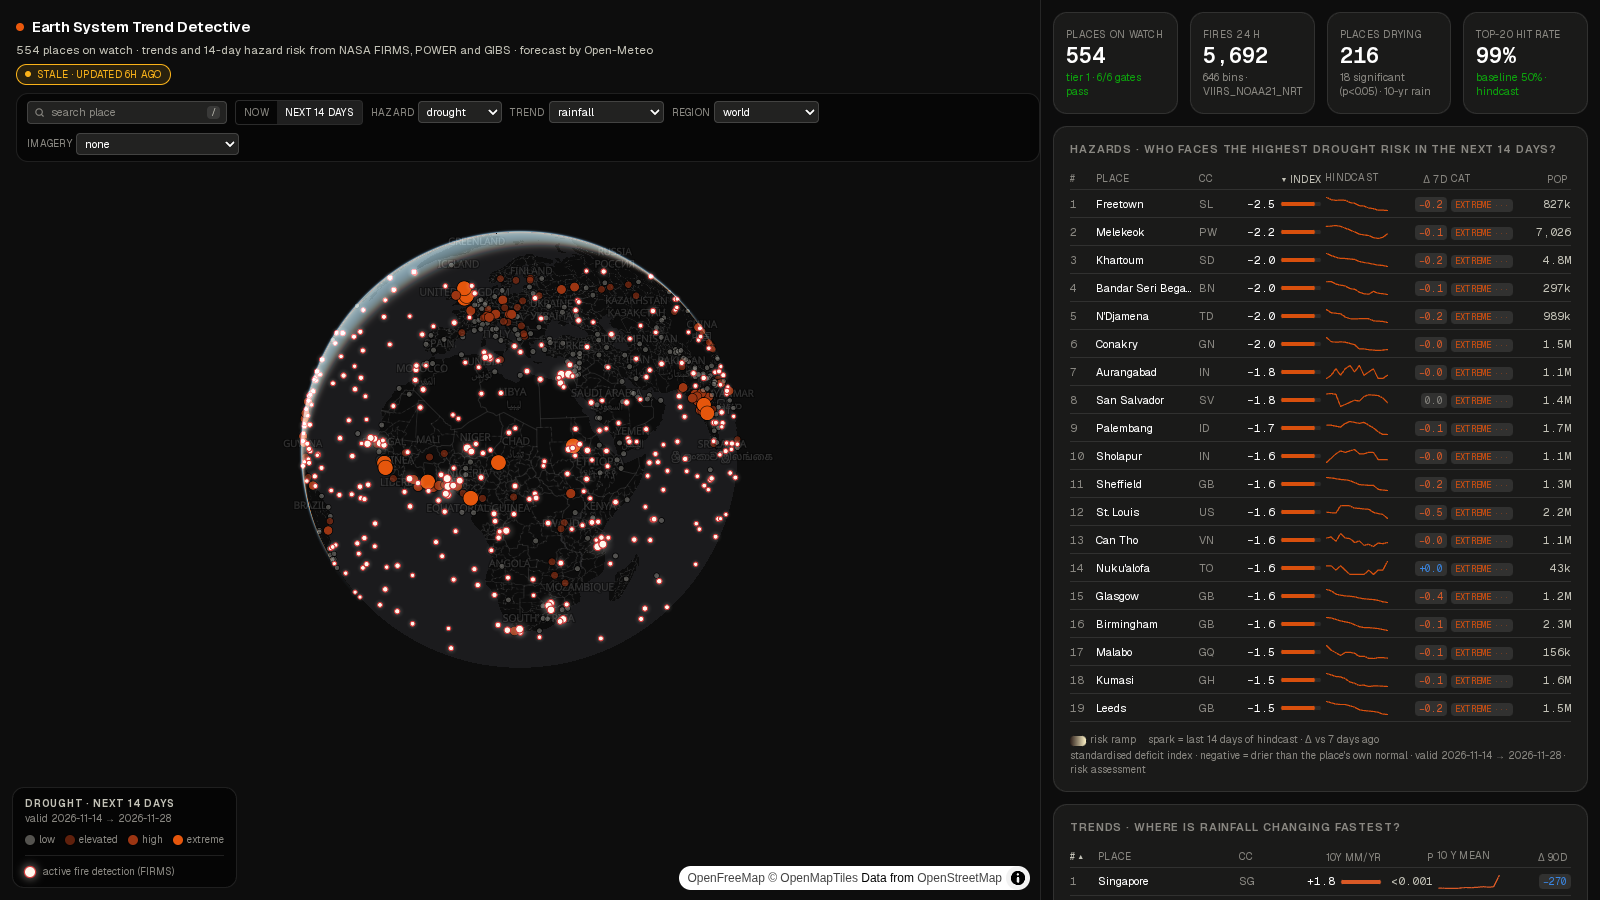 Earth System Trend Detective
554 places on watch · trends and 14-day hazard risk from NASA FIRMS, POWER and GIBS · forecast by Open-Meteo
STALE · UPDATED 6H AGO
search place /
NOW NEXT 14 DAYS HAZARD drought TREND rainfall REGION world
IMAGERY none
GREENLAND
ICELAND
RUSSIA
FINLAND
KAZAKHSTAN
ҚАЗАҚСТАН
SAUDI ARABIA
MALI
NIGER
CHAD
YEMEN
BRAZIL
EQUATORIAL GUINEA
KENYA
ANGOLA
MOZAMBIQUE
DROUGHT · NEXT 14 DAYS
valid 2026-11-14 → 2026-11-28
low elevated high extreme
active fire detection (FIRMS)
OpenFreeMap © OpenMapTiles Data from OpenStreetMap
PLACES ON WATCH
554
tier 1 · 6/6 gates
pass
FIRES 24 H
5,692
646 bins ·
VIIRS_NOAA21_NRT
PLACES DRYING
216
18 significant
(p<0.05) · 10-yr rain
TOP-20 HIT RATE
99%
baseline 50% ·
hindcast
HAZARDS · WHO FACES THE HIGHEST DROUGHT RISK IN THE NEXT 14 DAYS?
# PLACE CC ▾ INDEX HINDCAST Δ 7D CAT POP
1 Freetown SL −2.5 −0.2 EXTREME 827k
2 Melekeok PW −2.2 −0.1 EXTREME 7,026
3 Khartoum SD −2.0 −0.2 EXTREME 4.8M
4 Bandar Seri Bega… BN −2.0 −0.1 EXTREME 297k
5 N'Djamena TD −2.0 −0.2 EXTREME 989k
6 Conakry GN −2.0 −0.0 EXTREME 1.5M
7 Aurangabad IN −1.8 −0.0 EXTREME 1.1M
8 San Salvador SV −1.8 0.0 EXTREME 1.4M
9 Palembang ID −1.7 −0.1 EXTREME 1.7M
10 Sholapur IN −1.6 −0.0 EXTREME 1.1M
11 Sheffield GB −1.6 −0.2 EXTREME 1.3M
12 St. Louis US −1.6 −0.5 EXTREME 2.2M
13 Can Tho VN −1.6 −0.0 EXTREME 1.1M
14 Nuku'alofa TO −1.6 +0.0 EXTREME 43k
15 Glasgow GB −1.6 −0.4 EXTREME 1.2M
16 Birmingham GB −1.6 −0.1 EXTREME 2.3M
17 Malabo GQ −1.5 −0.1 EXTREME 156k
18 Kumasi GH −1.5 −0.1 EXTREME 1.6M
19 Leeds GB −1.5 −0.2 EXTREME 1.5M
risk ramp spark = last 14 days of hindcast · Δ vs 7 days ago
standardised deficit index · negative = drier than the place's own normal · valid 2026-11-14 → 2026-11-28 ·
risk assessment
TRENDS · WHERE IS RAINFALL CHANGING FASTEST?
# ▴ PLACE CC 10Y MM/YR P 10 Y MEAN Δ 90D
1 Singapore SG +1.8 <0.001 −270